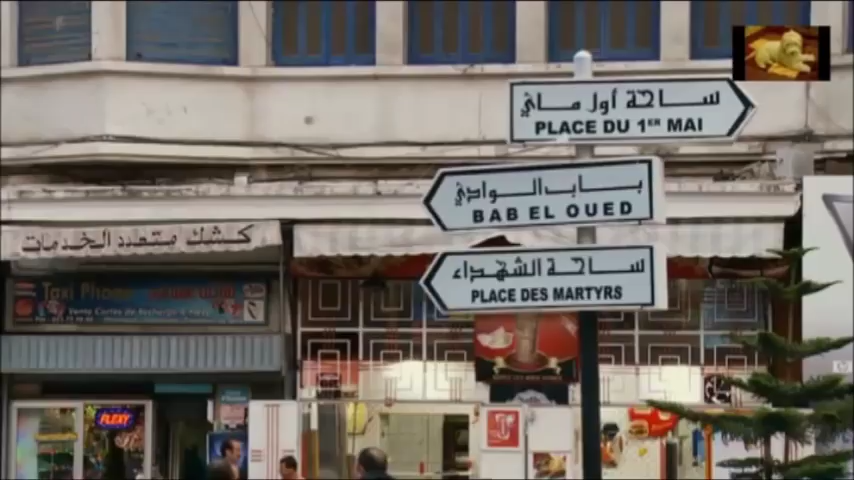 ساحة أول ماي
PLACE DU 1ER MAI
باب الوادي
BAB EL OUED
ساحة الشهداء
PLACE DES MARTYRS
كشك متعدد الخدمات
Taxi Phone
FLEXY